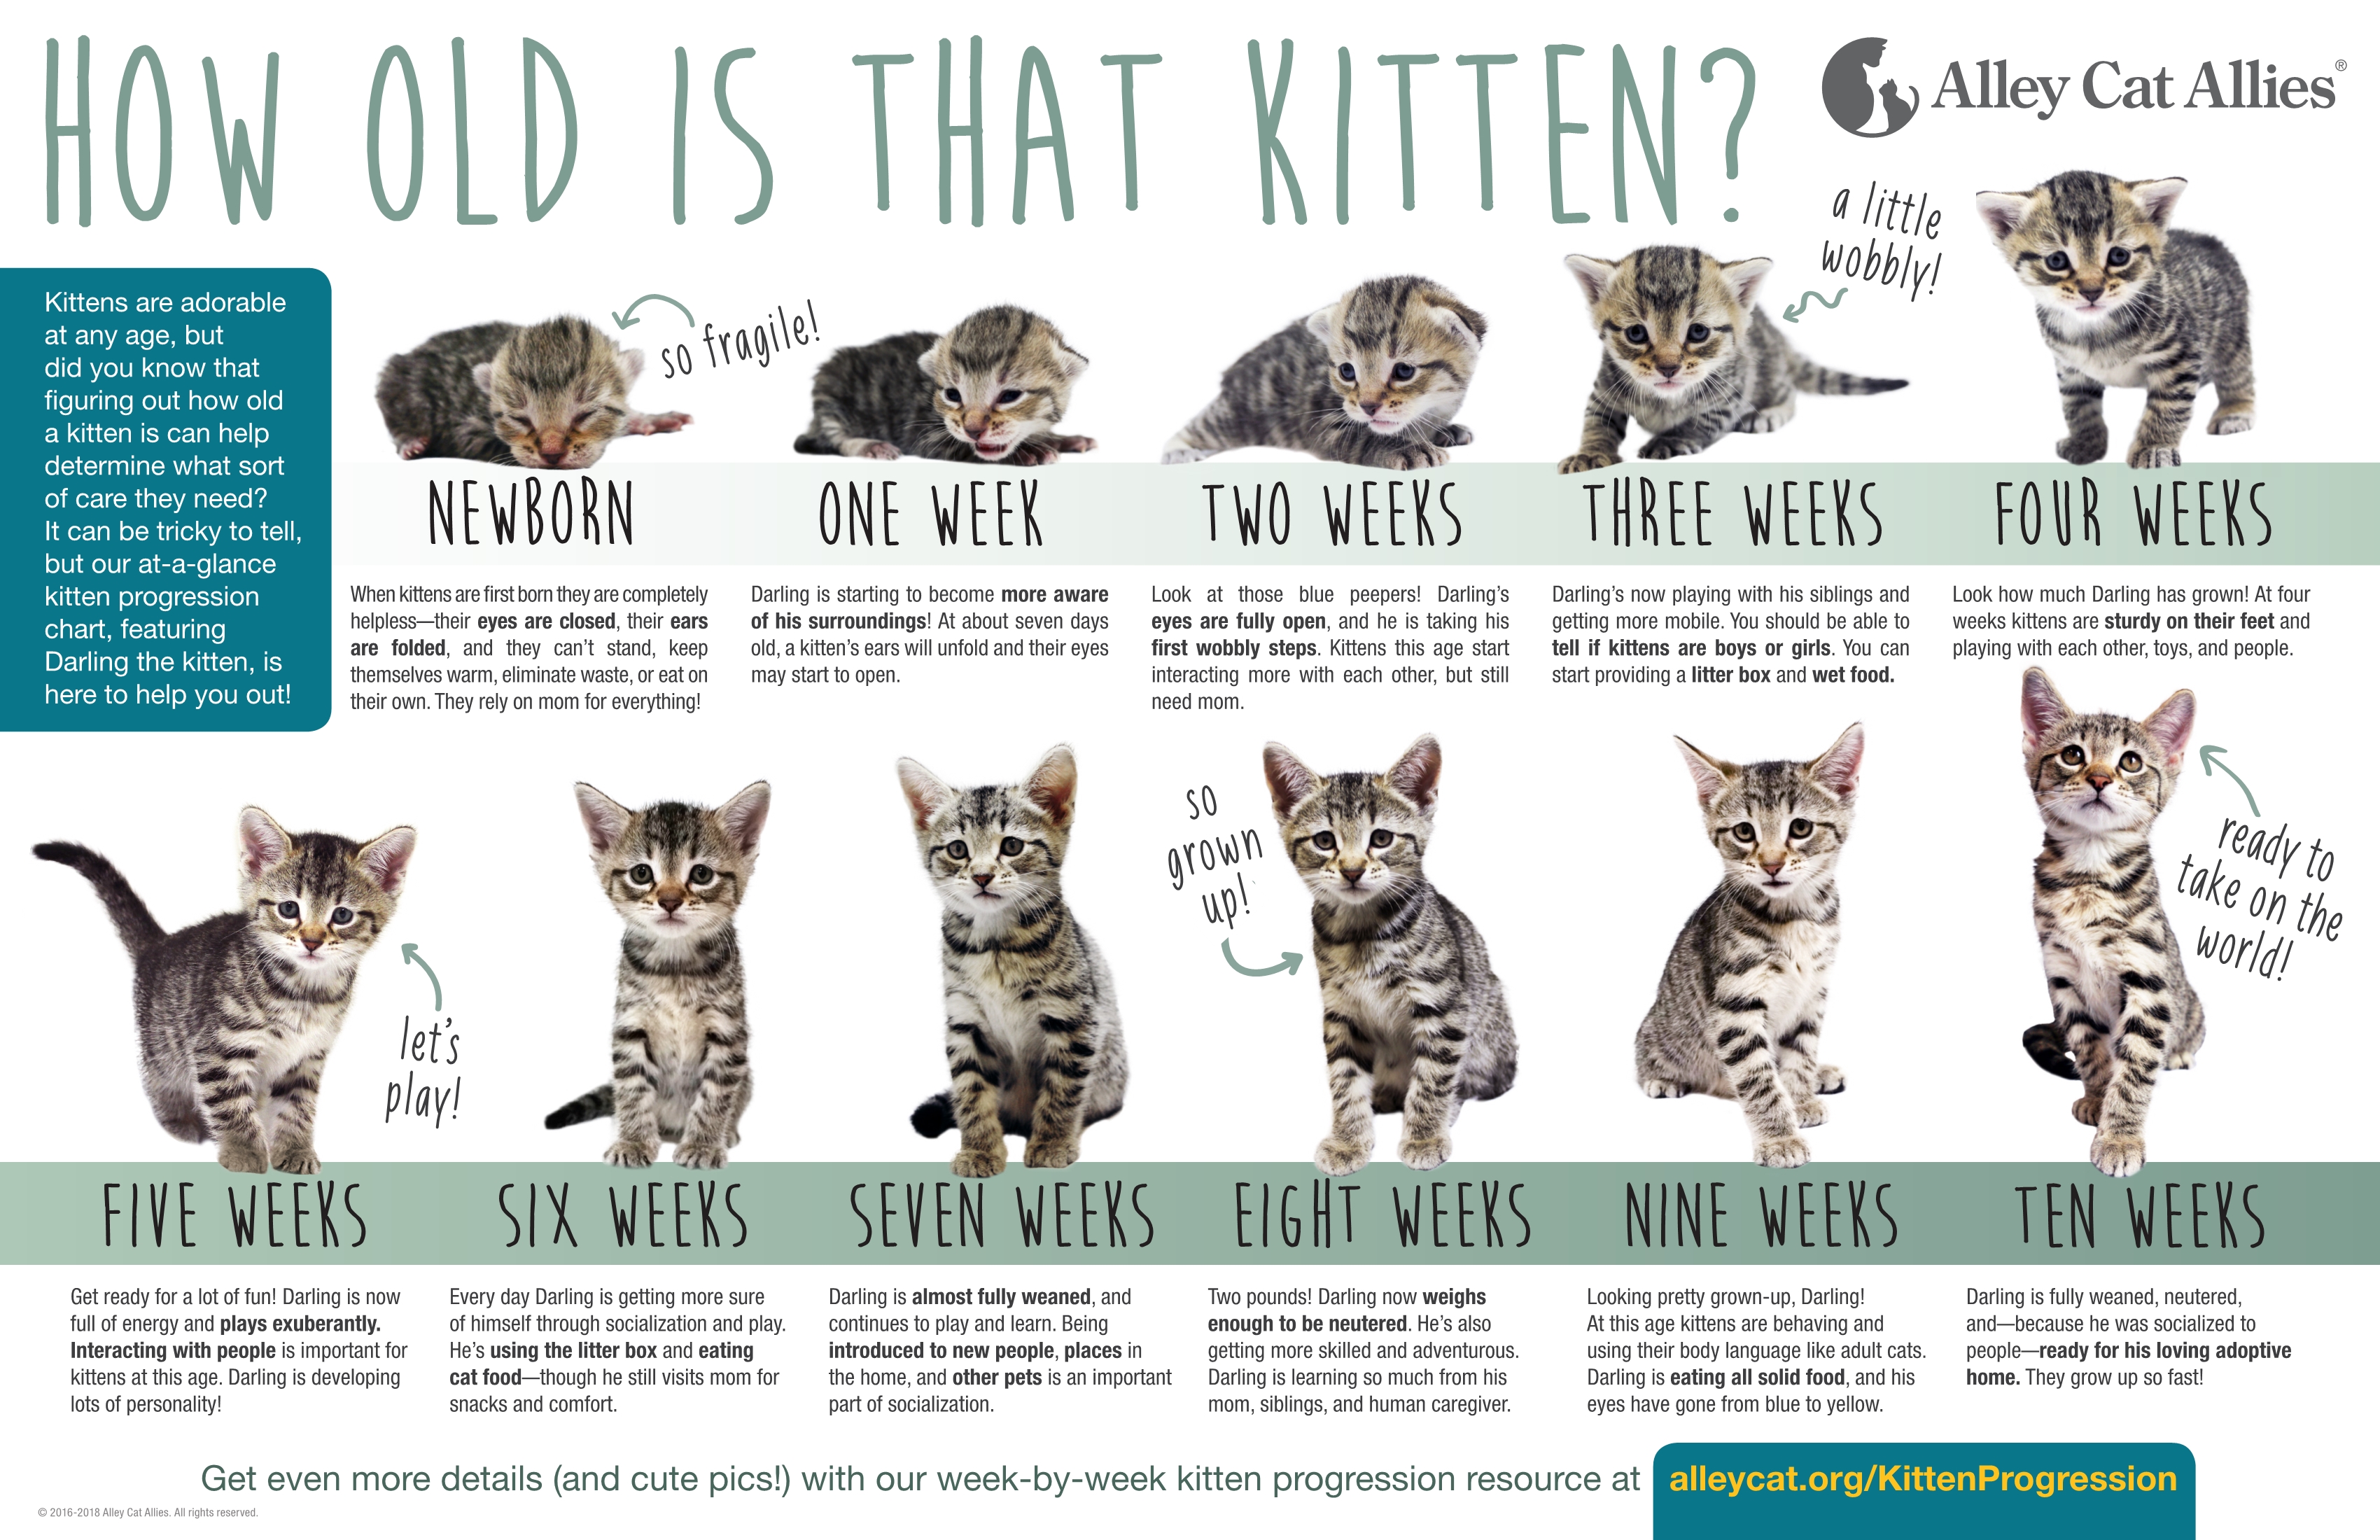 HOW OLD IS THAT KITTEN?
Alley Cat Allies®
Kittens are adorable
at any age, but
did you know that
figuring out how old
a kitten is can help
determine what sort
of care they need?
It can be tricky to tell,
but our at-a-glance
kitten progression
chart, featuring
Darling the kitten, is
here to help you out!
so fragile!
a little
wobbly!
NEWBORN
When kittens are first born they are completely
helpless—their eyes are closed, their ears
are folded, and they can't stand, keep
themselves warm, eliminate waste, or eat on
their own. They rely on mom for everything!
ONE WEEK
Darling is starting to become more aware
of his surroundings! At about seven days
old, a kitten's ears will unfold and their eyes
may start to open.
TWO WEEKS
Look at those blue peepers! Darling's
eyes are fully open, and he is taking his
first wobbly steps. Kittens this age start
interacting more with each other, but still
need mom.
THREE WEEKS
Darling's now playing with his siblings and
getting more mobile. You should be able to
tell if kittens are boys or girls. You can
start providing a litter box and wet food.
FOUR WEEKS
Look how much Darling has grown! At four
weeks kittens are sturdy on their feet and
playing with each other, toys, and people.
let's
play!
so
grown
up!
ready to
take on the
world!
FIVE WEEKS
Get ready for a lot of fun! Darling is now
full of energy and plays exuberantly.
Interacting with people is important for
kittens at this age. Darling is developing
lots of personality!
SIX WEEKS
Every day Darling is getting more sure
of himself through socialization and play.
He's using the litter box and eating
cat food—though he still visits mom for
snacks and comfort.
SEVEN WEEKS
Darling is almost fully weaned, and
continues to play and learn. Being
introduced to new people, places in
the home, and other pets is an important
part of socialization.
EIGHT WEEKS
Two pounds! Darling now weighs
enough to be neutered. He's also
getting more skilled and adventurous.
Darling is learning so much from his
mom, siblings, and human caregiver.
NINE WEEKS
Looking pretty grown-up, Darling!
At this age kittens are behaving and
using their body language like adult cats.
Darling is eating all solid food, and his
eyes have gone from blue to yellow.
TEN WEEKS
Darling is fully weaned, neutered,
and—because he was socialized to
people—ready for his loving adoptive
home. They grow up so fast!
Get even more details (and cute pics!) with our week-by-week kitten progression resource at alleycat.org/KittenProgression
© 2016-2018 Alley Cat Allies. All rights reserved.